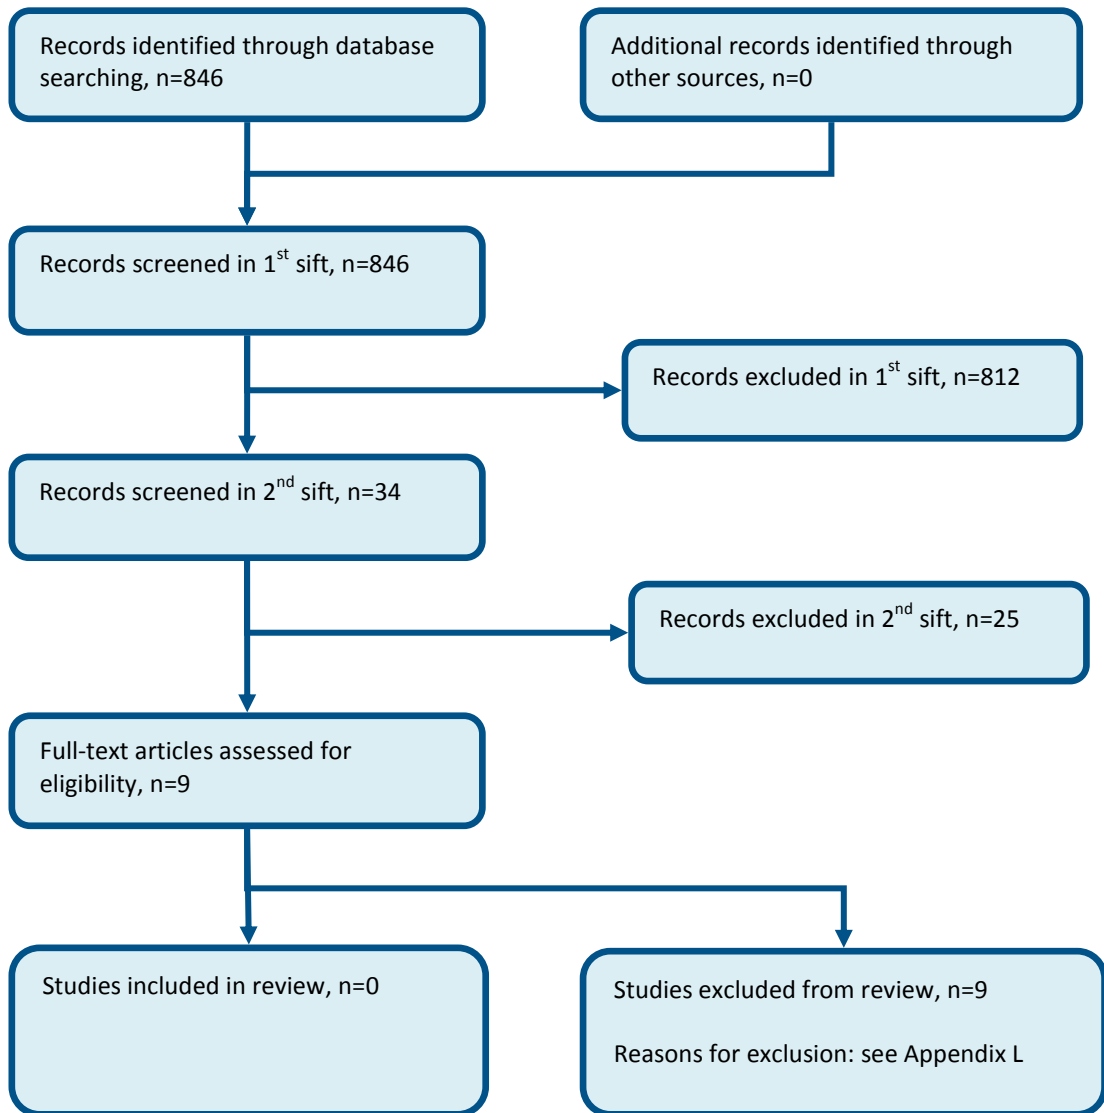 Records identified through database
searching, n=846
Additional records identified through
other sources, n=0
Records screened in 1st sift, n=846
Records excluded in 1st sift, n=812
Records screened in 2nd sift, n=34
Records excluded in 2nd sift, n=25
Full-text articles assessed for
eligibility, n=9
Studies included in review, n=0
Studies excluded from review, n=9
Reasons for exclusion: see Appendix L